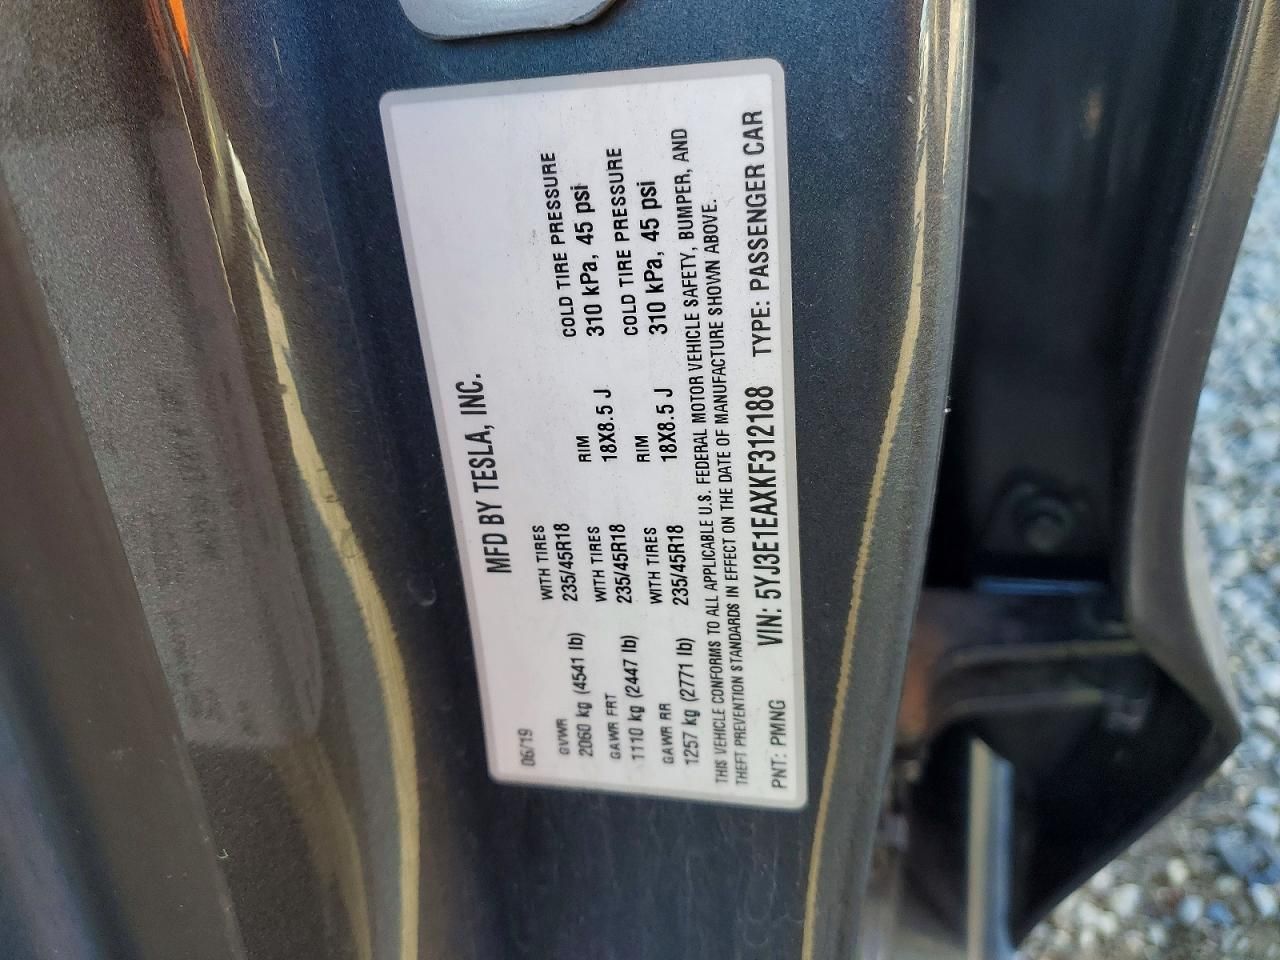 MFD BY TESLA, INC.
06/19
GVWR
2060 kg (4541 lb)
WITH TIRES
235/45R18
RIM
18X8.5 J
COLD TIRE PRESSURE
310 kPa, 45 psi
GAWR FRT
1110 kg (2447 lb)
WITH TIRES
235/45R18
RIM
18X8.5 J
COLD TIRE PRESSURE
310 kPa, 45 psi
GAWR RR
1257 kg (2771 lb)
WITH TIRES
235/45R18
THIS VEHICLE CONFORMS TO ALL APPLICABLE U.S. FEDERAL MOTOR VEHICLE SAFETY, BUMPER, AND
THEFT PREVENTION STANDARDS IN EFFECT ON THE DATE OF MANUFACTURE SHOWN ABOVE.
PNT: PMNG VIN: 5YJ3E1EAXKF312188 TYPE: PASSENGER CAR